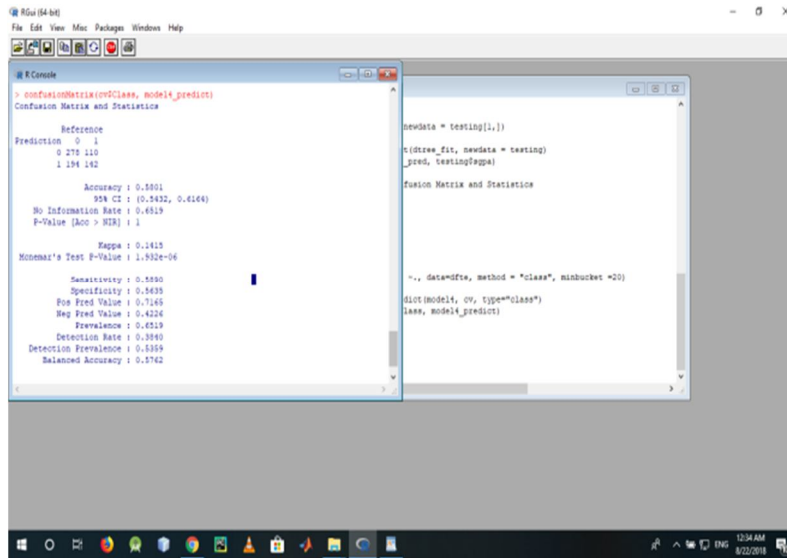 RGui (64-bit)
File Edit View Misc Packages Windows Help
R Console
> confusionMatrix(cv$Class, model4_predict)
Confusion Matrix and Statistics
Reference
Prediction 0 1
0 278 110
1 194 142
Accuracy : 0.5801
95% CI : (0.5432, 0.6164)
No Information Rate : 0.6519
P-Value [Acc > NIR] : 1
Kappa : 0.1415
Mcnemar's Test P-Value : 1.932e-06
Sensitivity : 0.5890
Specificity : 0.5635
Pos Pred Value : 0.7165
Neg Pred Value : 0.4226
Prevalence : 0.6519
Detection Rate : 0.3840
Detection Prevalence : 0.5359
Balanced Accuracy : 0.5762
newdata = testing[1,])
t(dtree_fit, newdata = testing)
_pred, testing$gpa)
fusion Matrix and Statistics
~., data=dfte, method = "class", minbucket =20)
dict(model4, cv, type="class")
lass, model4_predict)
ENG
12:34 AM
8/22/2018